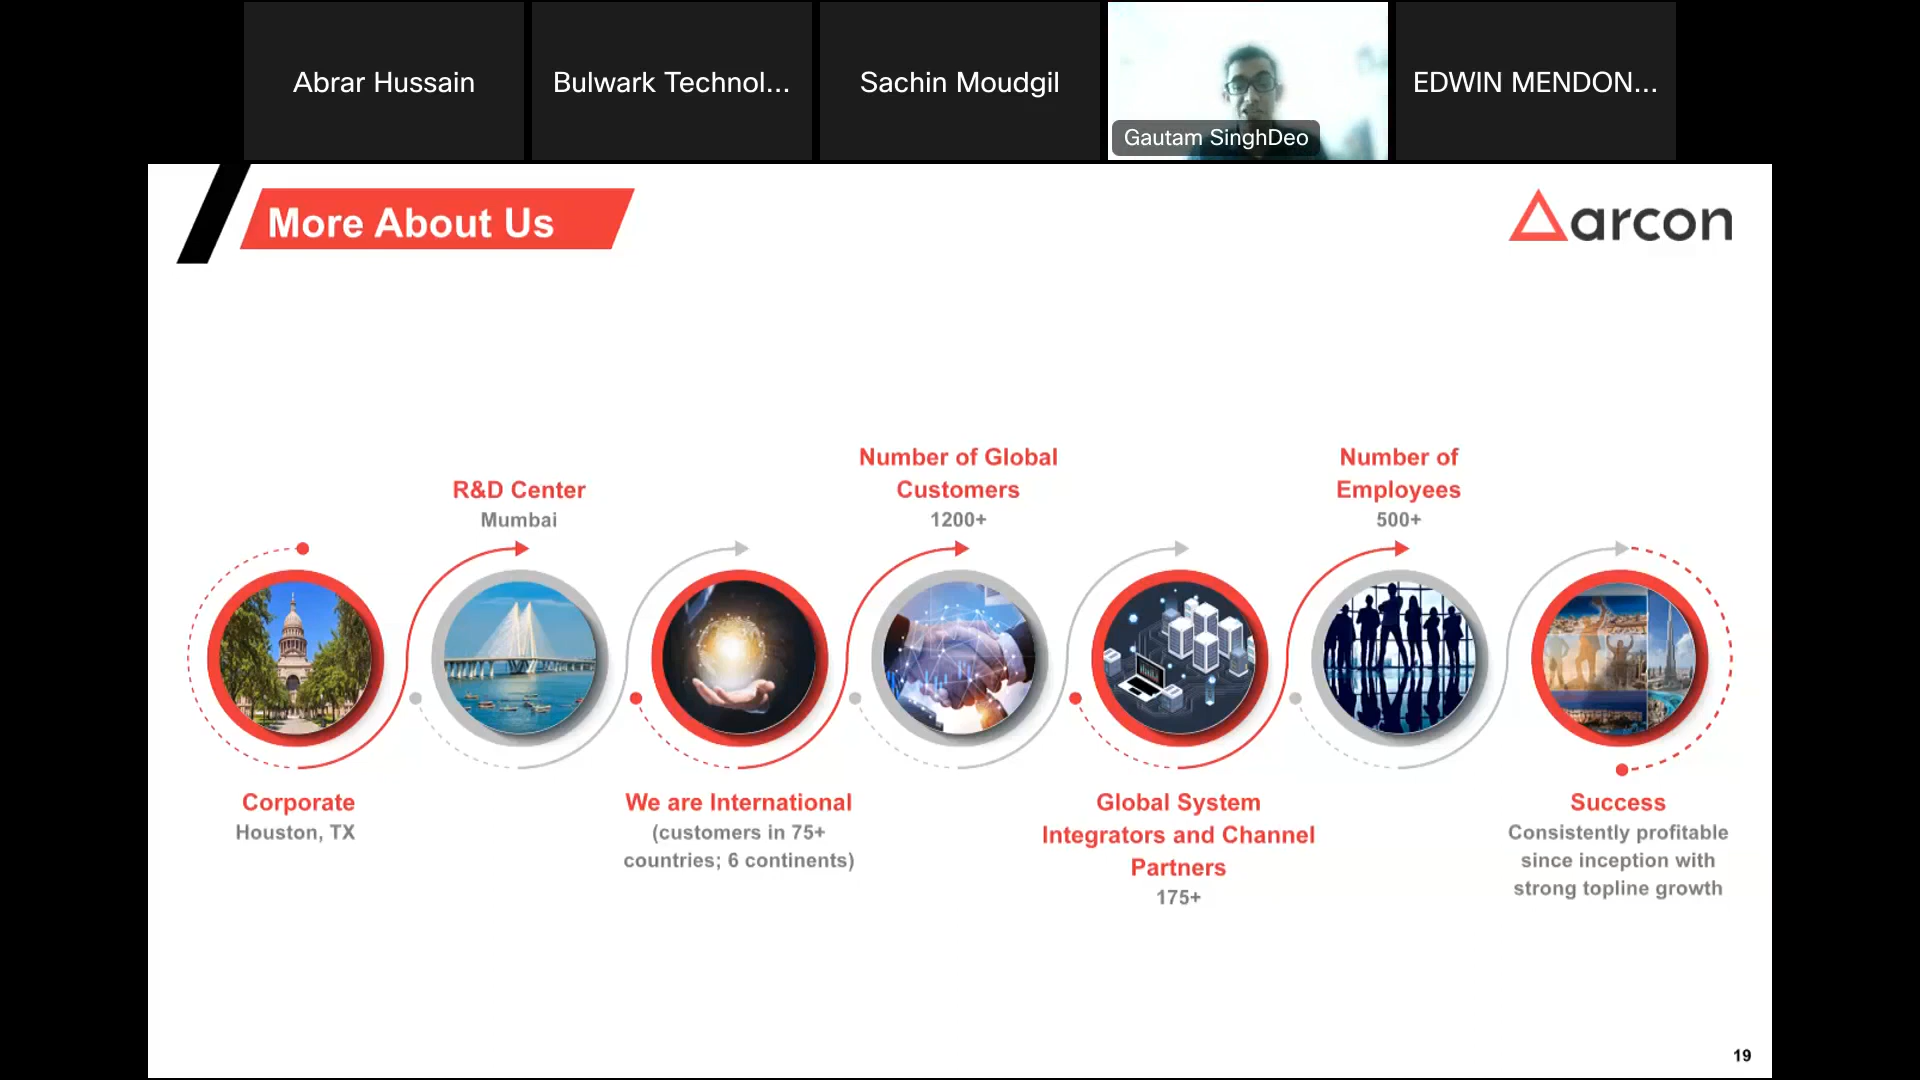 Abrar Hussain
Bulwark Technol...
Sachin Moudgil
Gautam SinghDeo
EDWIN MENDON...
More About Us
arcon
Corporate
Houston, TX
R&D Center
Mumbai
We are International
(customers in 75+
countries; 6 continents)
Number of Global
Customers
1200+
Global System
Integrators and Channel
Partners
175+
Number of
Employees
500+
Success
Consistently profitable
since inception with
strong topline growth
19